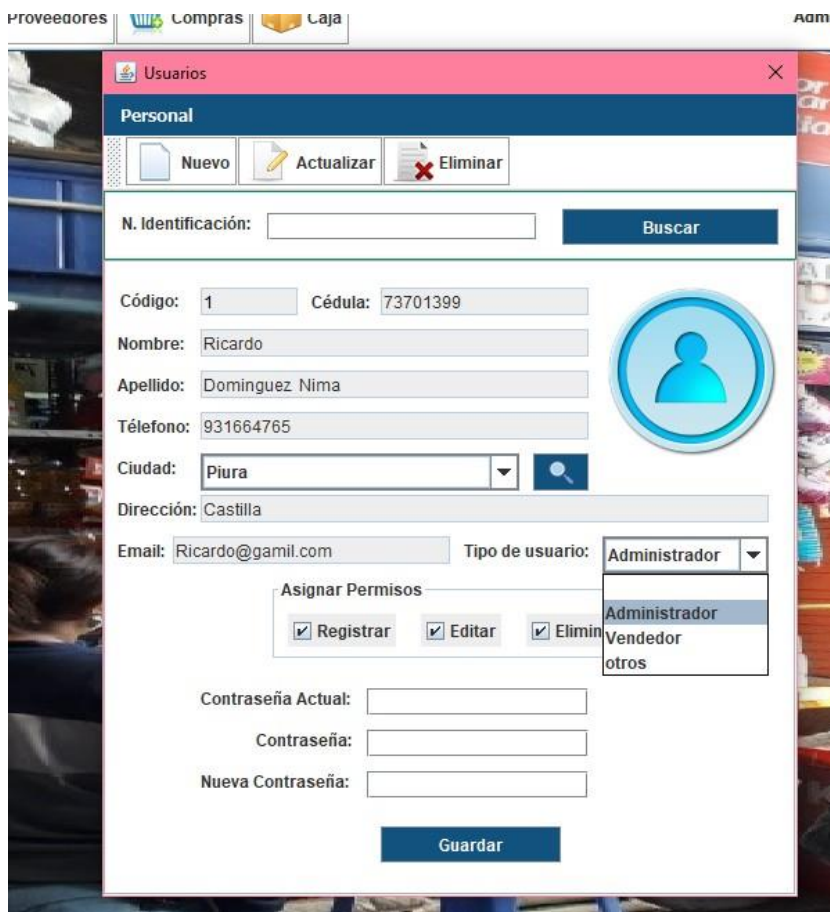 Proveedores Compras Caja
Usuarios
Personal
Nuevo Actualizar Eliminar
N. Identificación: Buscar
Código: 1 Cédula: 73701399
Nombre: Ricardo
Apellido: Dominguez Nima
Télefono: 931664765
Ciudad: Piura
Dirección: Castilla
Email: Ricardo@gamil.com Tipo de usuario: Administrador
Asignar Permisos
Administrador
Registrar Editar Elimin
Vendedor
otros
Contraseña Actual:
Contraseña:
Nueva Contraseña:
Guardar